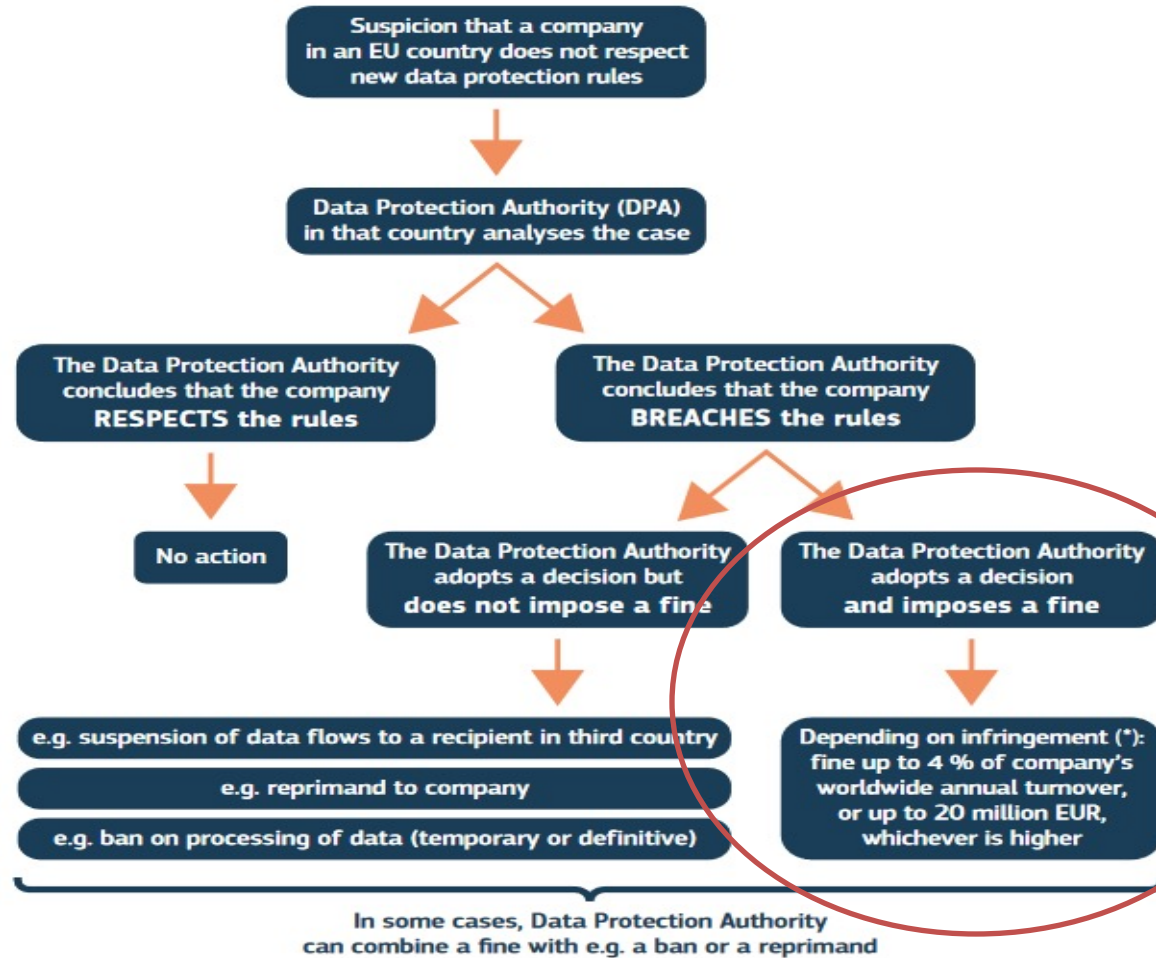 Suspicion that a company
in an EU country does not respect
new data protection rules
Data Protection Authority (DPA)
in that country analyses the case
The Data Protection Authority
concludes that the company
RESPECTS the rules
The Data Protection Authority
concludes that the company
BREACHES the rules
No action
The Data Protection Authority
adopts a decision but
does not impose a fine
The Data Protection Authority
adopts a decision
and imposes a fine
e.g. suspension of data flows to a recipient in third country
e.g. reprimand to company
e.g. ban on processing of data (temporary or definitive)
Depending on infringement (*):
fine up to 4 % of company's
worldwide annual turnover,
or up to 20 million EUR,
whichever is higher
In some cases, Data Protection Authority
can combine a fine with e.g. a ban or a reprimand